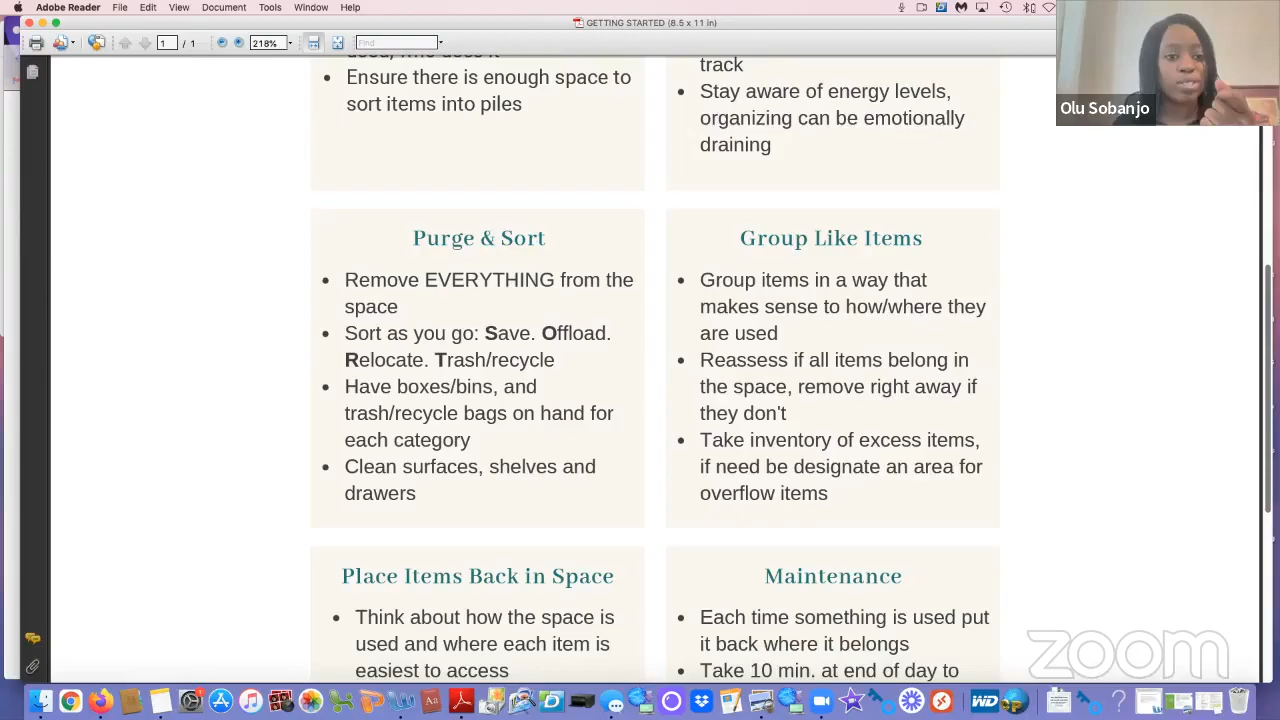 Adobe Reader File Edit View Document Tools Window Help
GETTING STARTED (8.5 x 11 in)
1 / 1 218% Find
Olu Sobanjo
• Ensure there is enough space to
sort items into piles
track
• Stay aware of energy levels,
organizing can be emotionally
draining
Purge & Sort
• Remove EVERYTHING from the
space
• Sort as you go: Save. Offload.
Relocate. Trash/recycle
• Have boxes/bins, and
trash/recycle bags on hand for
each category
• Clean surfaces, shelves and
drawers
Group Like Items
• Group items in a way that
makes sense to how/where they
are used
• Reassess if all items belong in
the space, remove right away if
they don't
• Take inventory of excess items,
if need be designate an area for
overflow items
Place Items Back in Space
• Think about how the space is
used and where each item is
easiest to access
Maintenance
• Each time something is used put
it back where it belongs
• Take 10 min. at end of day to
zoom
WD